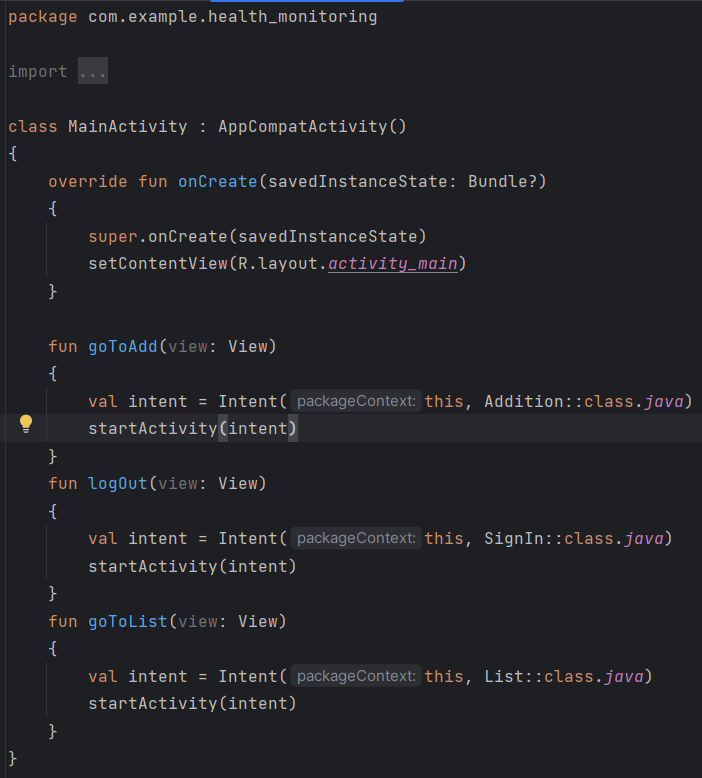 package com.example.health_monitoring
import ...
class MainActivity : AppCompatActivity()
{
override fun onCreate(savedInstanceState: Bundle?)
{
super.onCreate(savedInstanceState)
setContentView(R.layout.activity_main)
}
fun goToAdd(view: View)
{
val intent = Intent( packageContext: this, Addition::class.java)
startActivity(intent)
}
fun logOut(view: View)
{
val intent = Intent( packageContext: this, SignIn::class.java)
startActivity(intent)
}
fun goToList(view: View)
{
val intent = Intent( packageContext: this, List::class.java)
startActivity(intent)
}
}